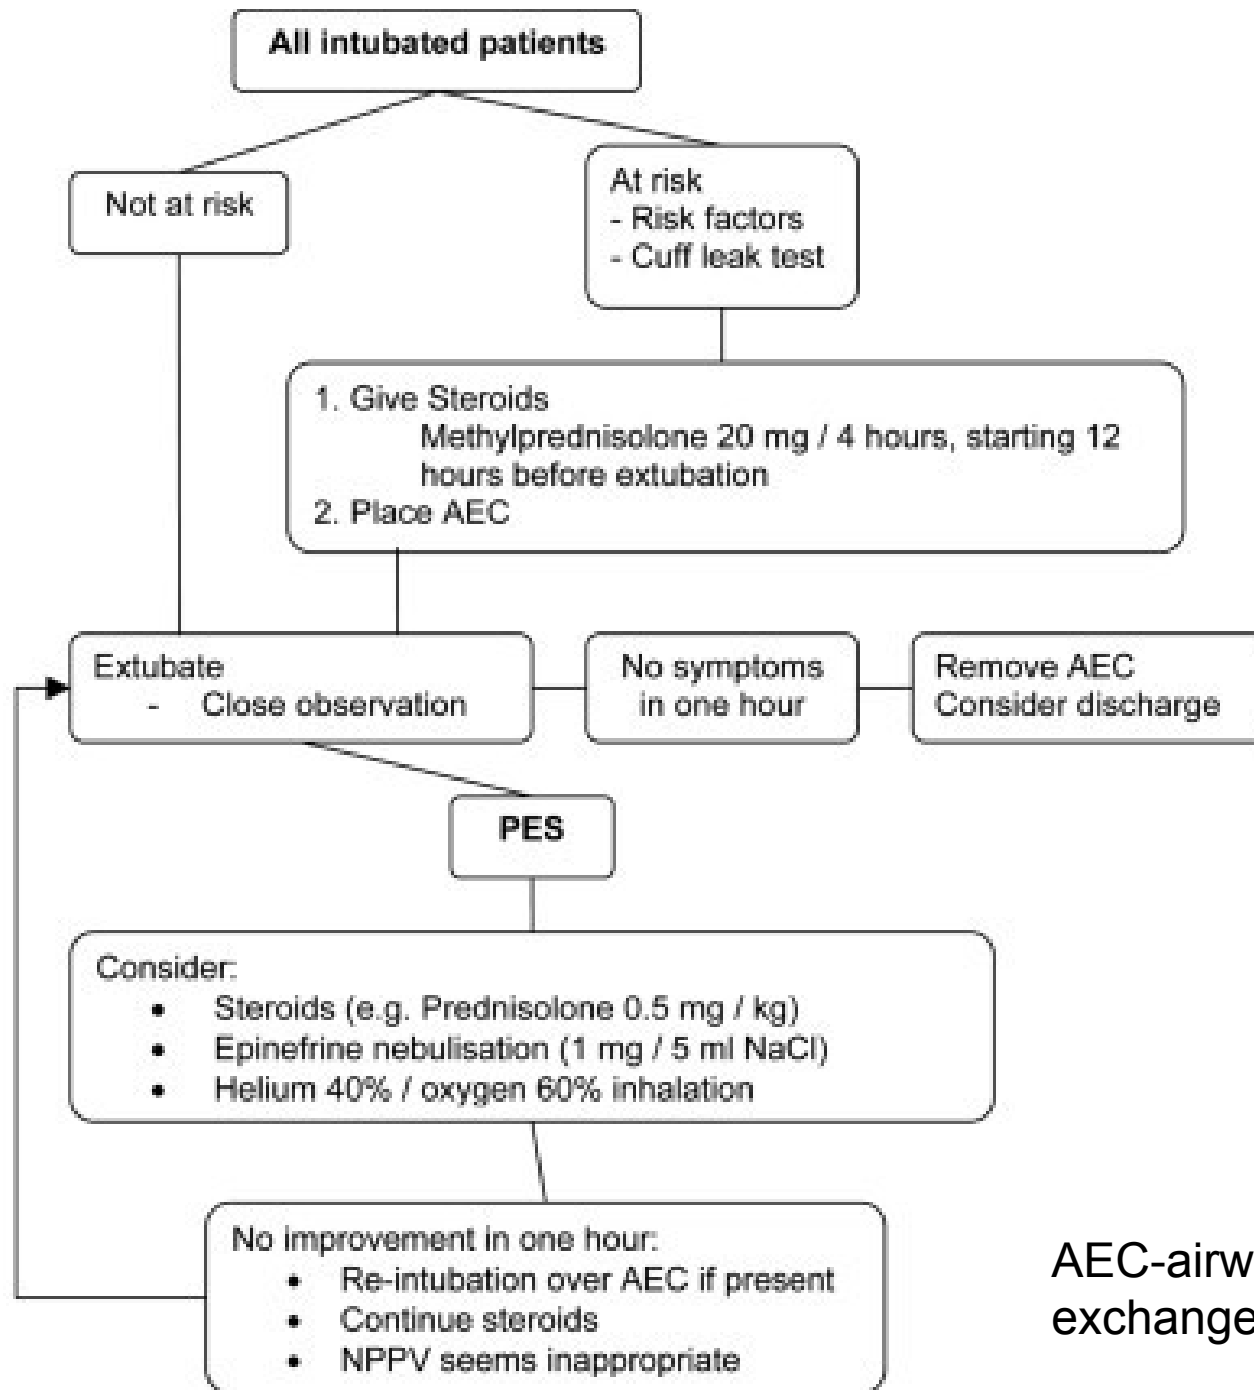 All intubated patients
Not at risk
At risk
- Risk factors
- Cuff leak test
1. Give Steroids
Methylprednisolone 20 mg / 4 hours, starting 12
hours before extubation
2. Place AEC
Extubate
- Close observation
No symptoms
in one hour
Remove AEC
Consider discharge
PES
Consider:
• Steroids (e.g. Prednisolone 0.5 mg / kg)
• Epinefrine nebulisation (1 mg / 5 ml NaCl)
• Helium 40% / oxygen 60% inhalation
No improvement in one hour:
• Re-intubation over AEC if present
• Continue steroids
• NPPV seems inappropriate
AEC-airw
exchange